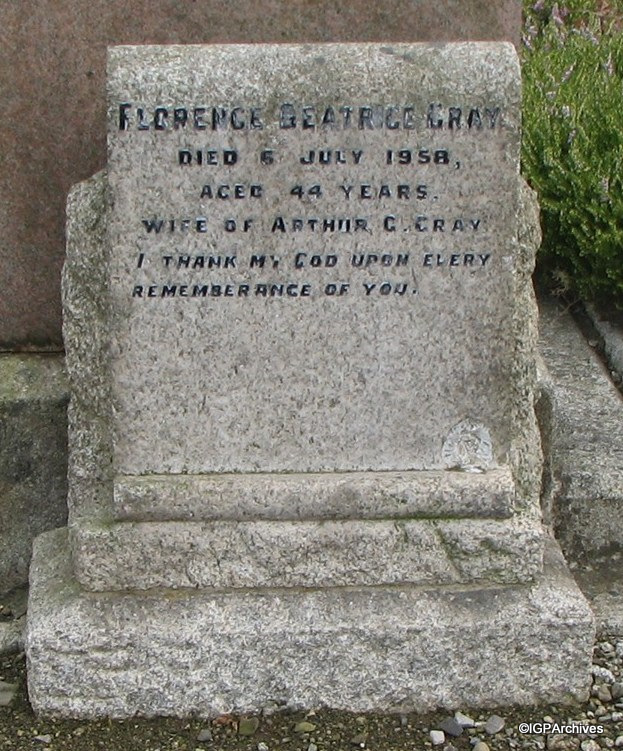 FLORENCE BEATRICE GRAY
DIED 6 JULY 1958,
AGED 44 YEARS.
WIFE OF ARTHUR C. GRAY
I THANK MY GOD UPON EVERY
REMEMBERANCE OF YOU.
©IGPArchives